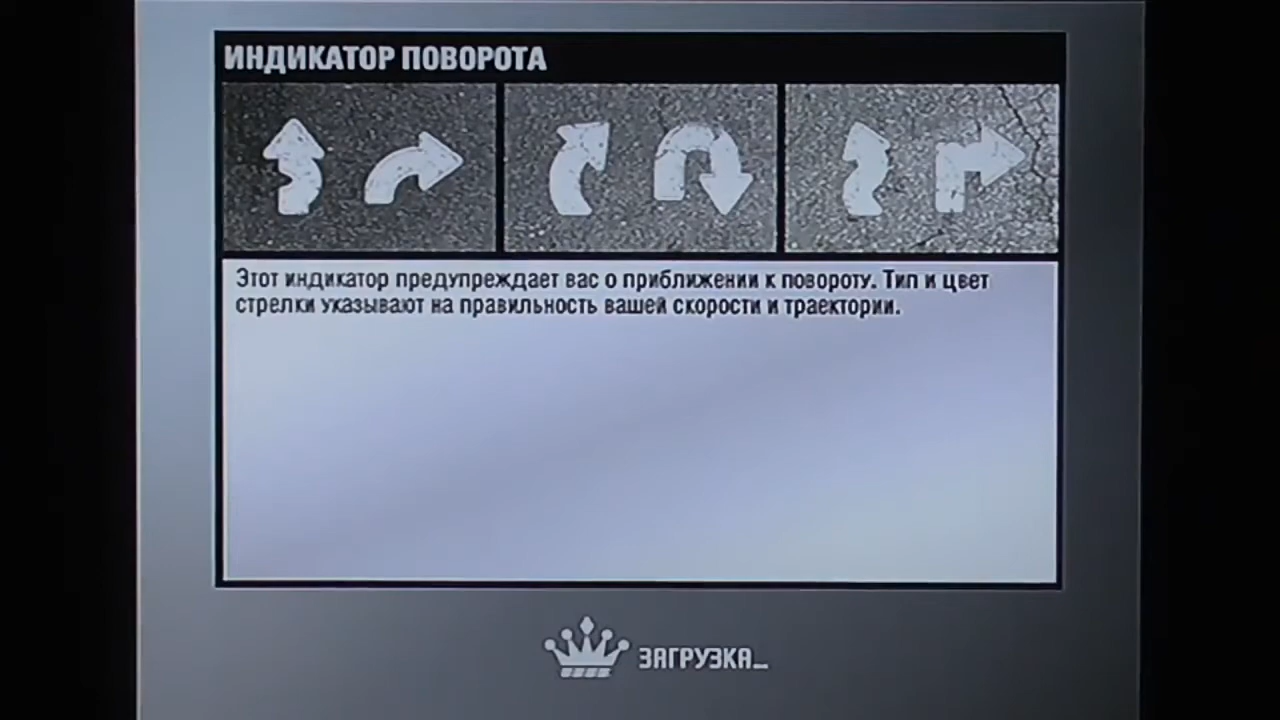 ИНДИКАТОР ПОВОРОТА
Этот индикатор предупреждает вас о приближении к повороту. Тип и цвет
стрелки указывают на правильность вашей скорости и траектории.
ЗАГРУЗКА...